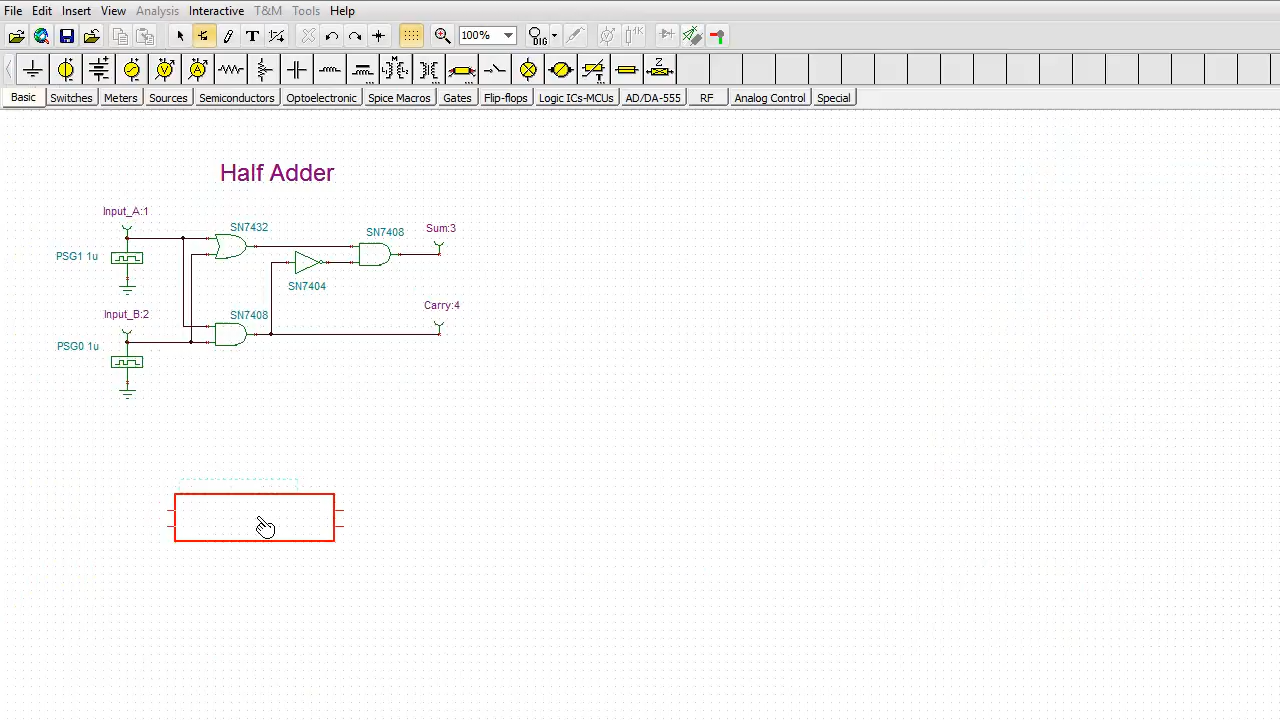 File Edit Insert View Analysis Interactive T&M Tools Help
100%
DIG
1K
M
Z
Basic Switches Meters Sources Semiconductors Optoelectronic Spice Macros Gates Flip-flops Logic ICs-MCUs AD/DA-555 RF Analog Control Special
Half Adder
Input_A:1
SN7432
Sum:3
SN7408
PSG1 1u
SN7404
Carry:4
Input_B:2
SN7408
PSG0 1u